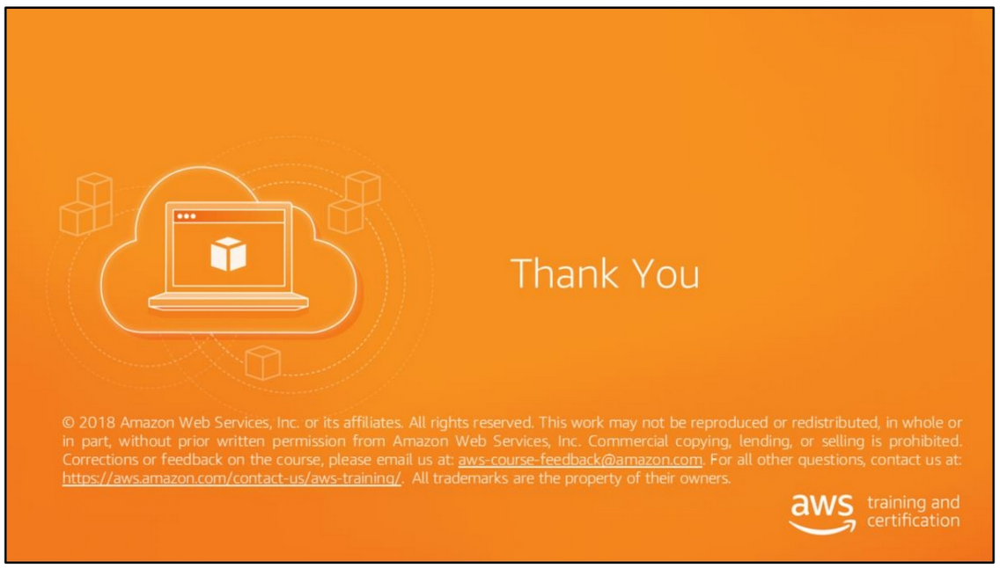 Thank You
© 2018 Amazon Web Services, Inc. or its affiliates. All rights reserved. This work may not be reproduced or redistributed, in whole or
in part, without prior written permission from Amazon Web Services, Inc. Commercial copying, lending, or selling is prohibited.
Corrections or feedback on the course, please email us at: aws-course-feedback@amazon.com. For all other questions, contact us at:
https://aws.amazon.com/contact-us/aws-training/. All trademarks are the property of their owners.
aws training and
certification